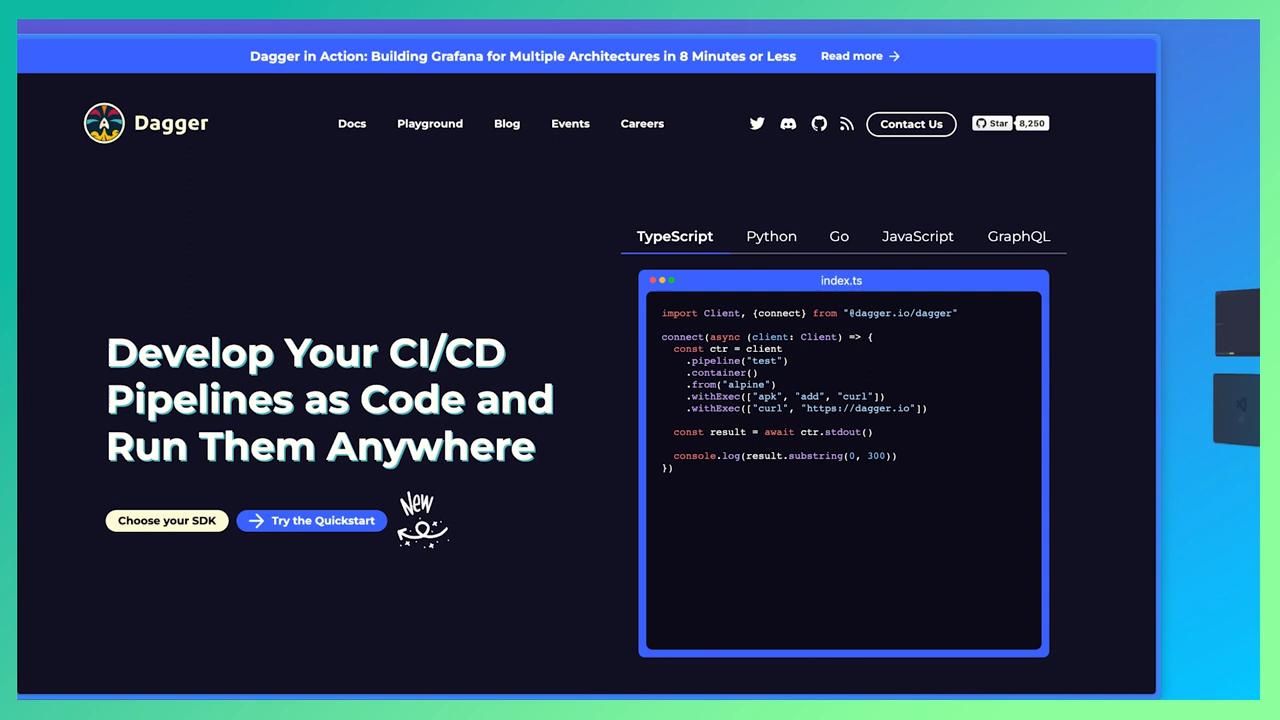 Dagger in Action: Building Grafana for Multiple Architectures in 8 Minutes or Less Read more →
Dagger Docs Playground Blog Events Careers Contact Us Star 8,250
TypeScript Python Go JavaScript GraphQL
index.ts
import Client, {connect} from "@dagger.io/dagger"
connect(async (client: Client) => {
const ctr = client
.pipeline("test")
.container()
.from("alpine")
.withExec(["apk", "add", "curl"])
.withExec(["curl", "https://dagger.io"])
const result = await ctr.stdout()
console.log(result.substring(0, 300))
})
Develop Your CI/CD
Pipelines as Code and
Run Them Anywhere
New
Choose your SDK → Try the Quickstart